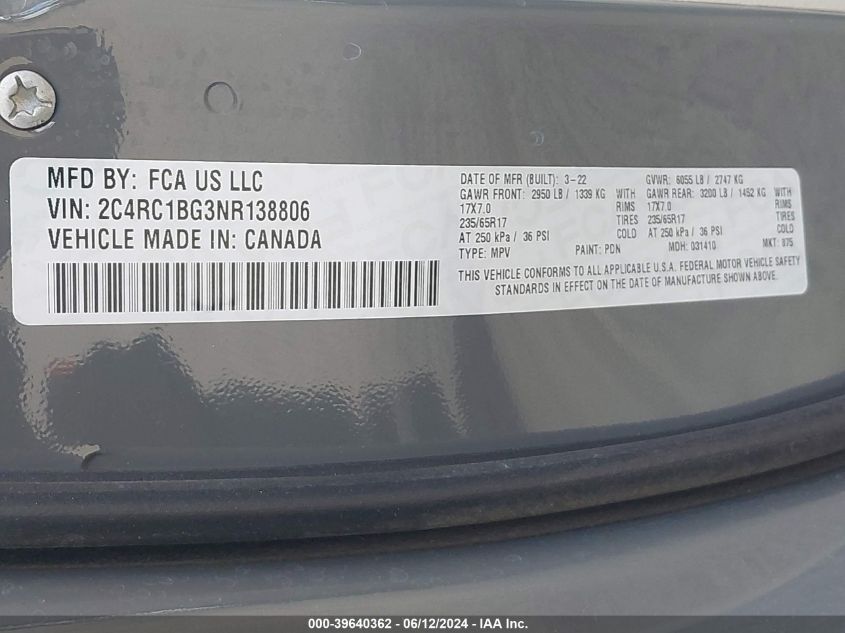 MFD BY: FCA US LLC
VIN: 2C4RC1BG3NR138806
VEHICLE MADE IN: CANADA
DATE OF MFR (BUILT): 3-22 GVWR: 6055 LB / 2747 KG
GAWR FRONT: 2950 LB / 1339 KG WITH GAWR REAR: 3200 LB / 1452 KG WITH
17X7.0 RIMS 17X7.0 RIMS
235/65R17 TIRES 235/65R17 TIRES
AT 250 kPa / 36 PSI COLD AT 250 kPa / 36 PSI COLD
TYPE: MPV PAINT: PDN MDH: 031410 MKT: 875
THIS VEHICLE CONFORMS TO ALL APPLICABLE U.S.A. FEDERAL MOTOR VEHICLE SAFETY
STANDARDS IN EFFECT ON THE DATE OF MANUFACTURE SHOWN ABOVE.
000-39640362 - 06/12/2024 - IAA Inc.